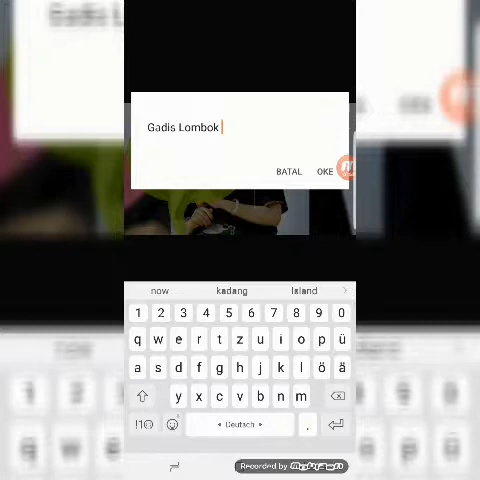 Gadis Lombok
BATAL OKE
now kadang Island
1 2 3 4 5 6 7 8 9 0
q w e r t z u i o p ü
a s d f g h j k l ö ä
y x c v b n m
!1☺ Deutsch .
Recorded by